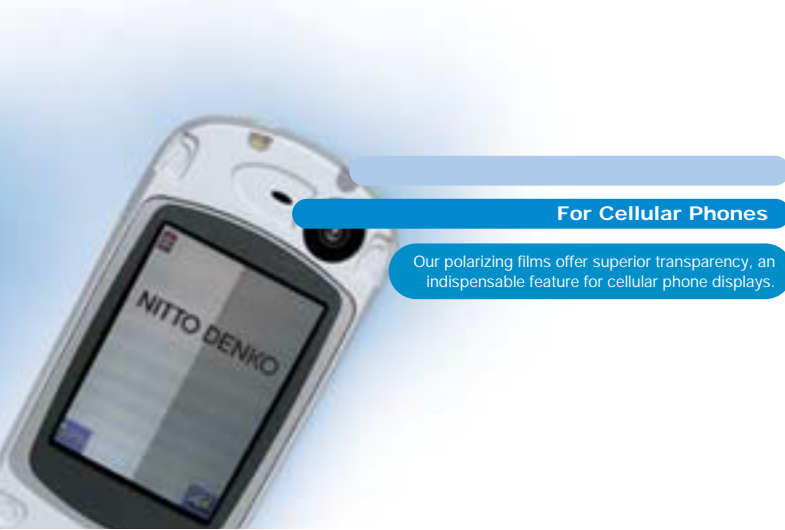 For Cellular Phones
Our polarizing films offer superior transparency, an
indispensable feature for cellular phone displays.
NITTO DENKO